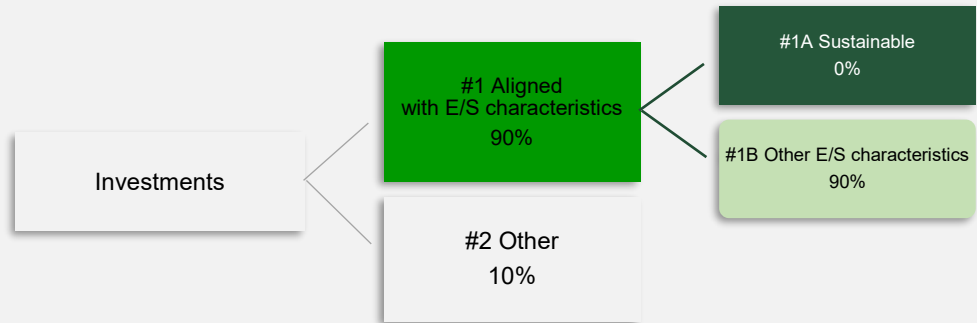 Investments
#1 Aligned
with E/S characteristics
90%
#2 Other
10%
#1A Sustainable
0%
#1B Other E/S characteristics
90%